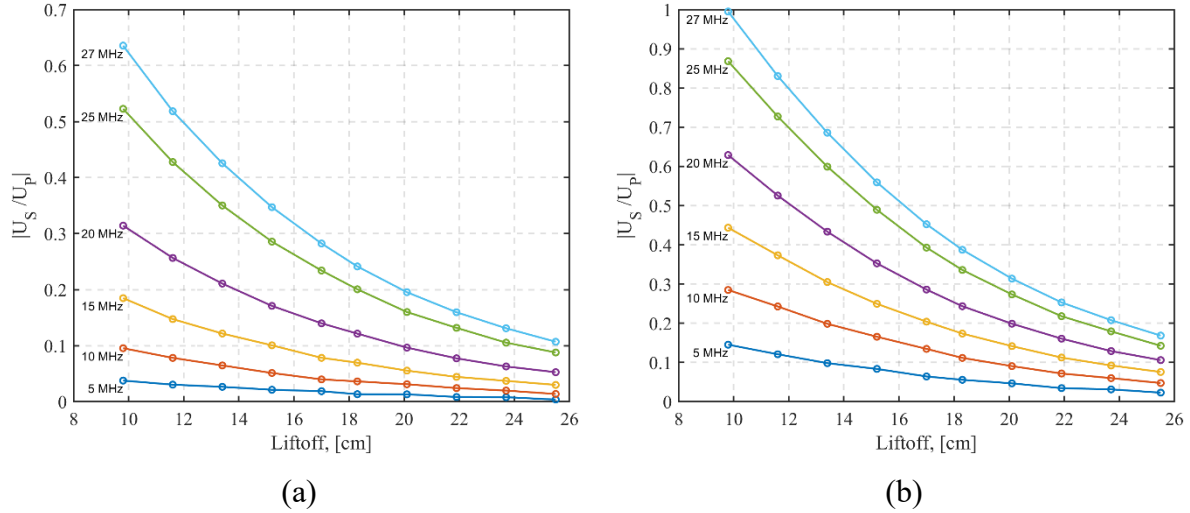 0.7
0.6
0.5
0.4
0.3
0.2
0.1
0
27 MHz
25 MHz
20 MHz
15 MHz
10 MHz
5 MHz
|U_S /U_P|
8 10 12 14 16 18 20 22 24 26
Liftoff, [cm]
(a)
1
0.9
0.8
0.7
0.6
0.5
0.4
0.3
0.2
0.1
0
27 MHz
25 MHz
20 MHz
15 MHz
10 MHz
5 MHz
|U_S /U_P|
8 10 12 14 16 18 20 22 24 26
Liftoff, [cm]
(b)